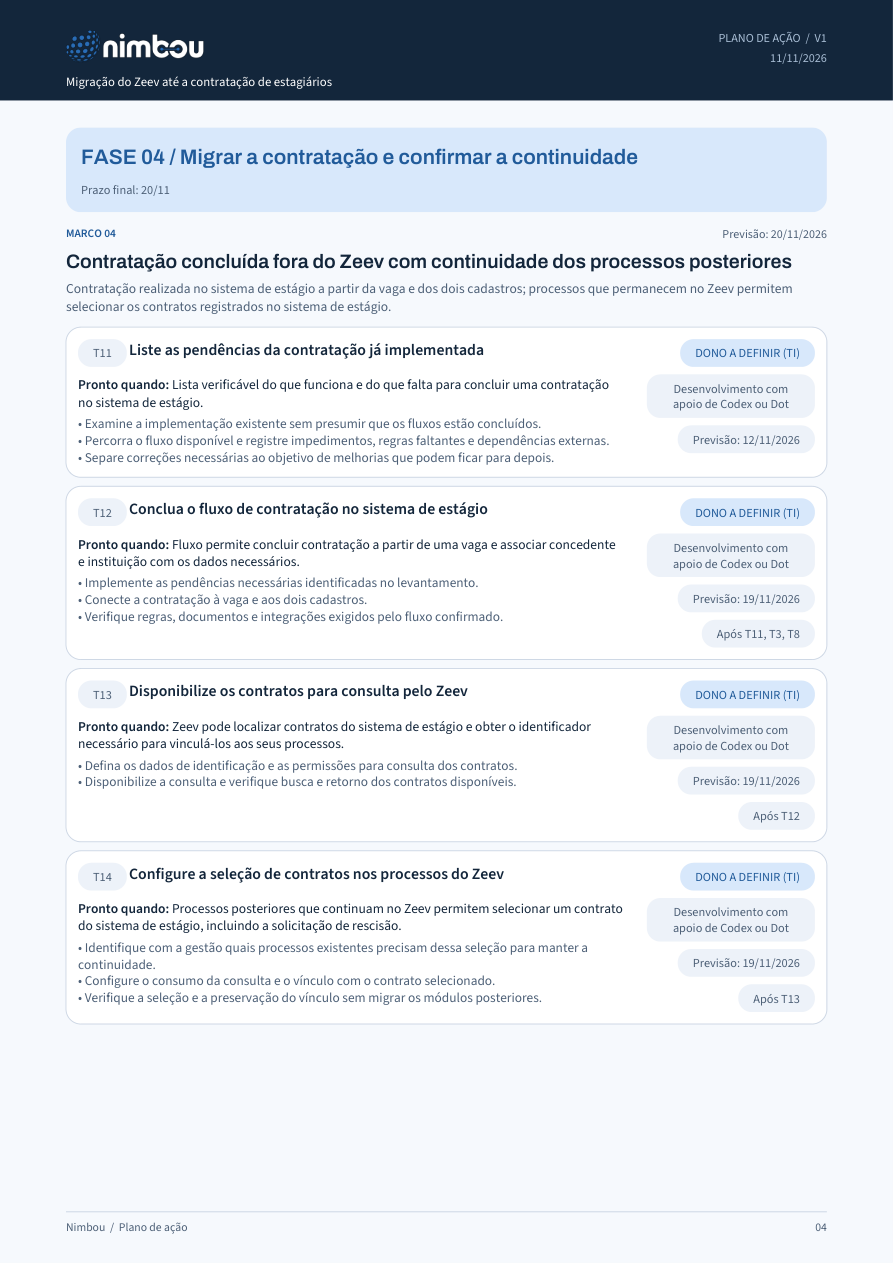 nimbou
PLANO DE AÇÃO / V1
11/11/2026
Migração do Zeev até a contratação de estagiários
FASE 04 / Migrar a contratação e confirmar a continuidade
Prazo final: 20/11
MARCO 04
Previsão: 20/11/2026
Contratação concluída fora do Zeev com continuidade dos processos posteriores
Contratação realizada no sistema de estágio a partir da vaga e dos dois cadastros; processos que permanecem no Zeev permitem
selecionar os contratos registrados no sistema de estágio.
T11
Liste as pendências da contratação já implementada
DONO A DEFINIR (TI)
Pronto quando: Lista verificável do que funciona e do que falta para concluir uma contratação
no sistema de estágio.
• Examine a implementação existente sem presumir que os fluxos estão concluídos.
• Percorra o fluxo disponível e registre impedimentos, regras faltantes e dependências externas.
• Separe correções necessárias ao objetivo de melhorias que podem ficar para depois.
Desenvolvimento com
apoio de Codex ou Dot
Previsão: 12/11/2026
T12
Conclua o fluxo de contratação no sistema de estágio
DONO A DEFINIR (TI)
Pronto quando: Fluxo permite concluir contratação a partir de uma vaga e associar concedente
e instituição com os dados necessários.
• Implemente as pendências necessárias identificadas no levantamento.
• Conecte a contratação à vaga e aos dois cadastros.
• Verifique regras, documentos e integrações exigidos pelo fluxo confirmado.
Desenvolvimento com
apoio de Codex ou Dot
Previsão: 19/11/2026
Após T11, T3, T8
T13
Disponibilize os contratos para consulta pelo Zeev
DONO A DEFINIR (TI)
Pronto quando: Zeev pode localizar contratos do sistema de estágio e obter o identificador
necessário para vinculá-los aos seus processos.
• Defina os dados de identificação e as permissões para consulta dos contratos.
• Disponibilize a consulta e verifique busca e retorno dos contratos disponíveis.
Desenvolvimento com
apoio de Codex ou Dot
Previsão: 19/11/2026
Após T12
T14
Configure a seleção de contratos nos processos do Zeev
DONO A DEFINIR (TI)
Pronto quando: Processos posteriores que continuam no Zeev permitem selecionar um contrato
do sistema de estágio, incluindo a solicitação de rescisão.
• Identifique com a gestão quais processos existentes precisam dessa seleção para manter a
continuidade.
• Configure o consumo da consulta e o vínculo com o contrato selecionado.
• Verifique a seleção e a preservação do vínculo sem migrar os módulos posteriores.
Desenvolvimento com
apoio de Codex ou Dot
Previsão: 19/11/2026
Após T13
Nimbou / Plano de ação
04